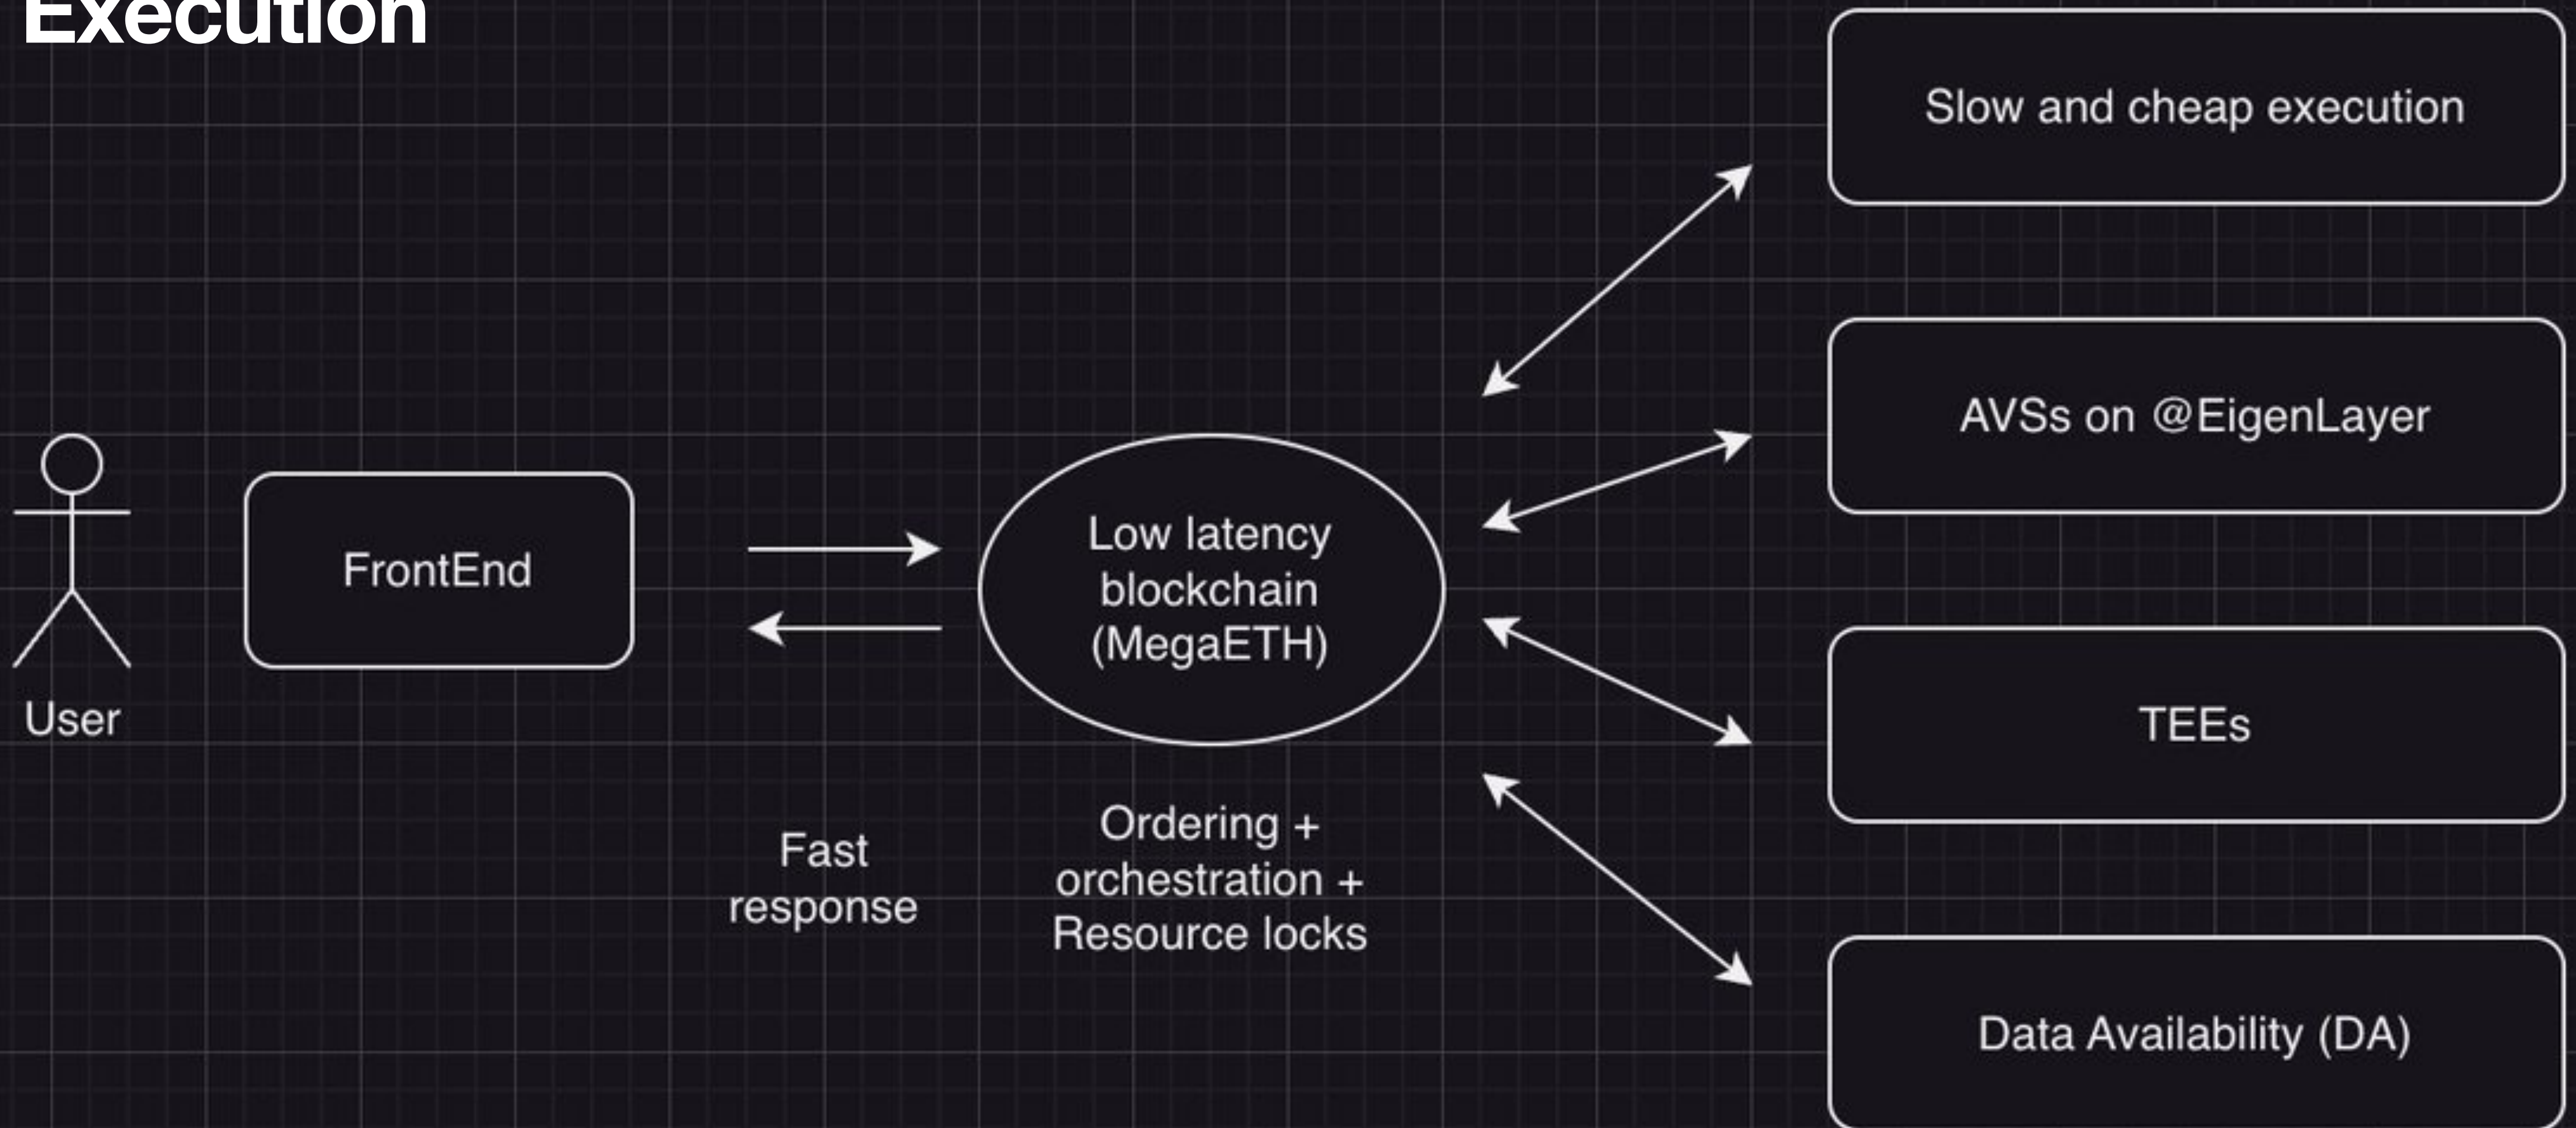 Execution
User
FrontEnd
Fast
response
Low latency
blockchain
(MegaETH)
Ordering +
orchestration +
Resource locks
Slow and cheap execution
AVSs on @EigenLayer
TEEs
Data Availability (DA)